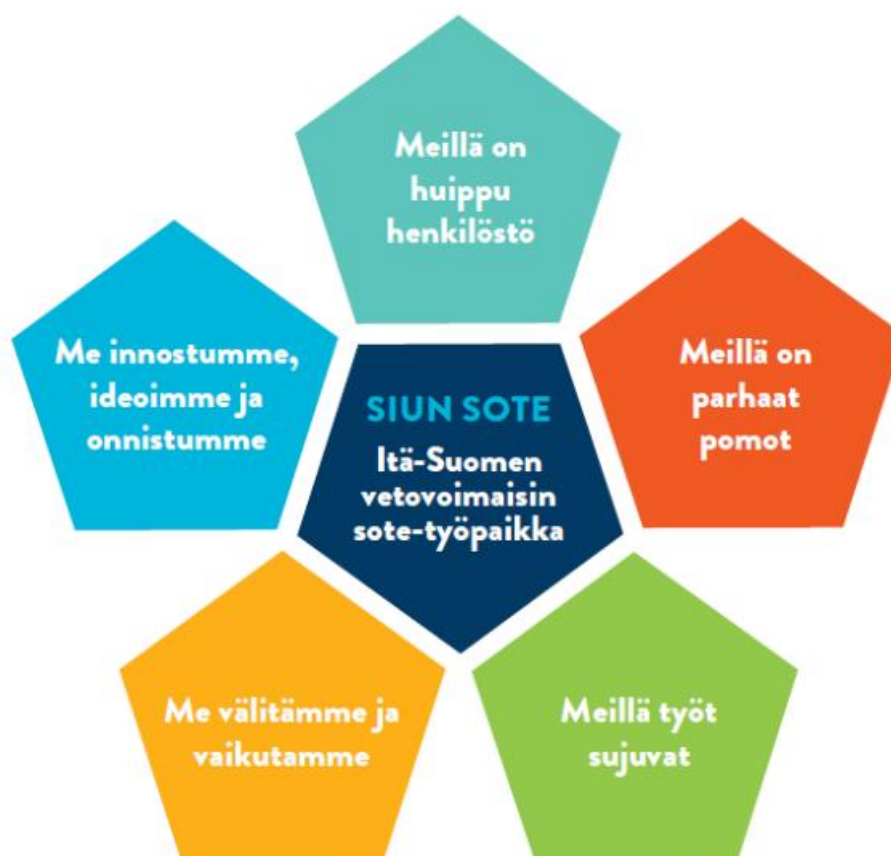 Meillä on
huippu
henkilöstö
Meillä on
parhaat
pomot
Meillä työt
sujuvat
Me välitämme ja
vaikutamme
Me innostumme,
ideoimme ja
onnistumme
SIUN SOTE
Itä-Suomen
vetovoimaisin
sote-työpaikka